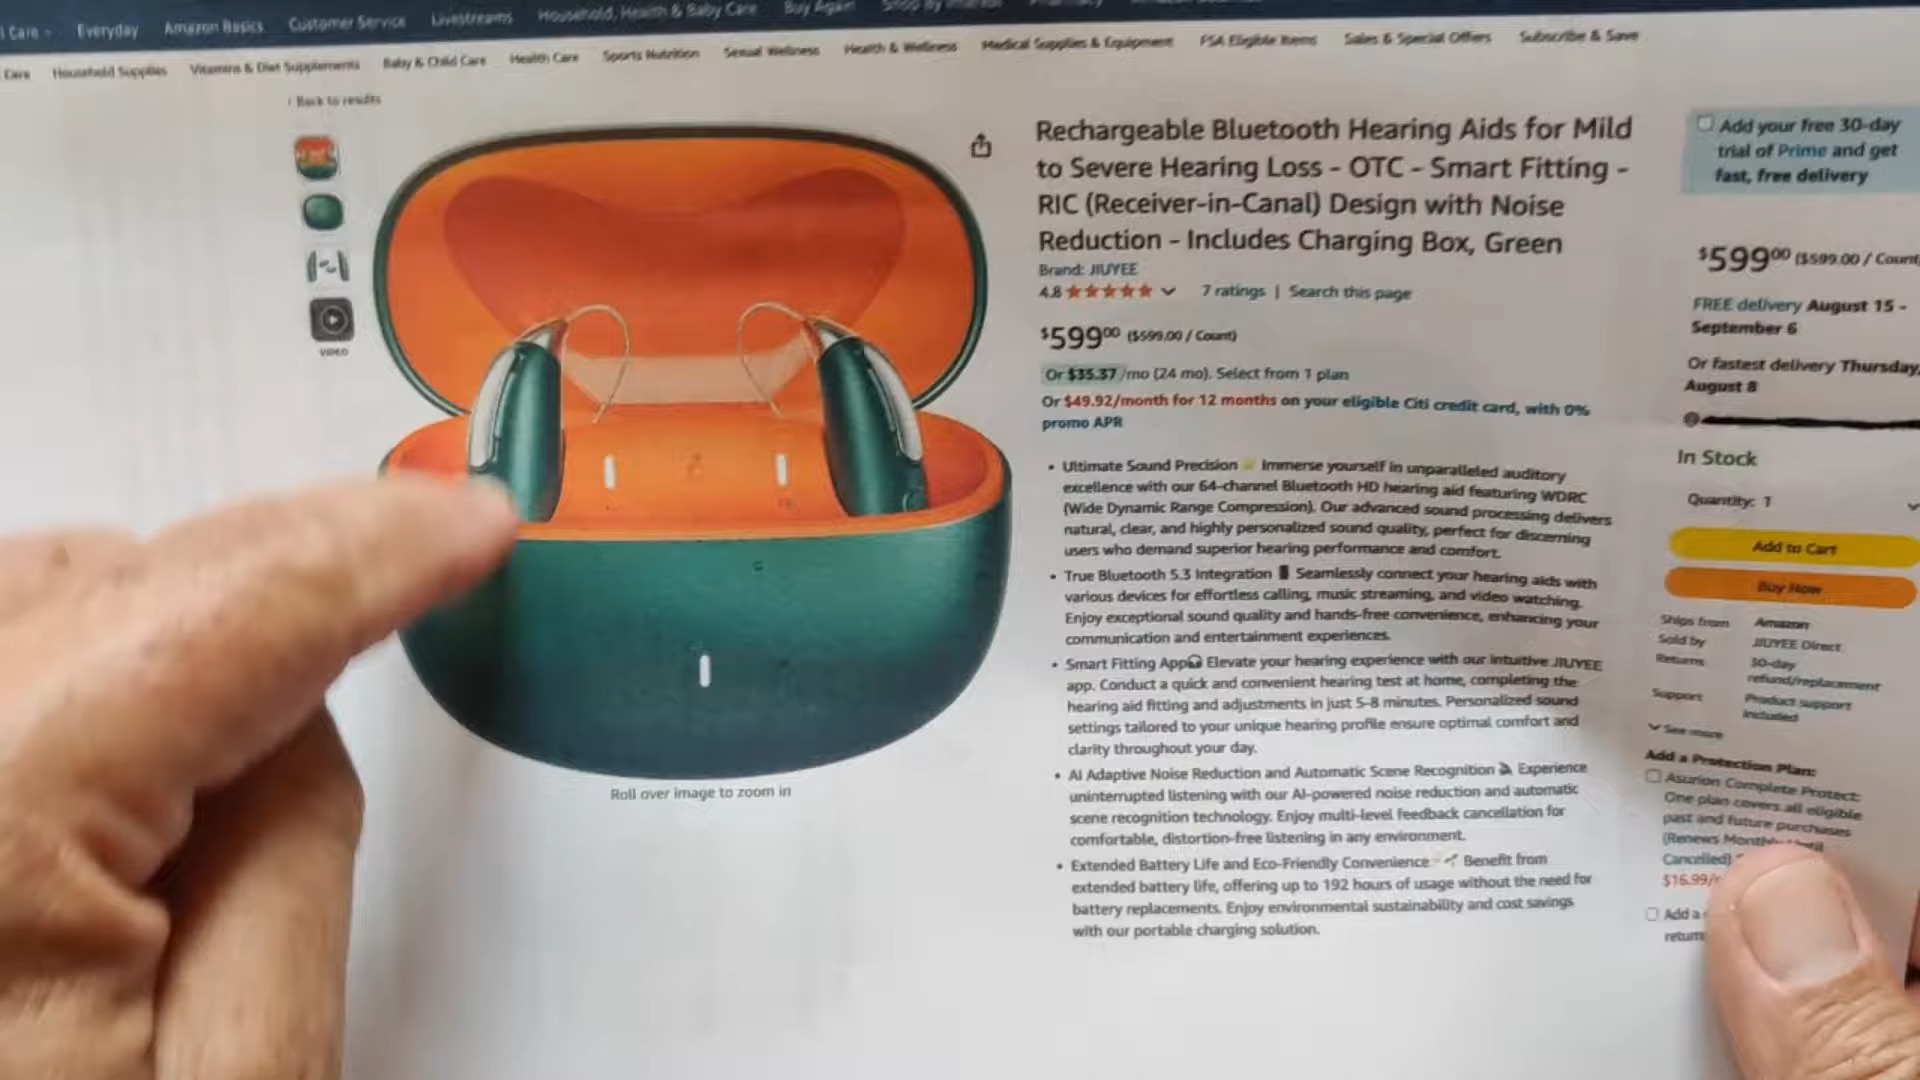 Care
Everyday
Amazon Basics
Customer Service
Livestreams
Household, Health & Baby Care
Buy Again
Shop By Interest
Care
Household Supplies
Vitamins & Diet Supplements
Baby & Child Care
Health Care
Sports Nutrition
Sexual Wellness
Health & Wellness
Medical Supplies & Equipment
FSA Eligible Items
Sales & Special Offers
Subscribe & Save
‹ Back to results
VIDEO
Roll over image to zoom in
Rechargeable Bluetooth Hearing Aids for Mild
to Severe Hearing Loss - OTC - Smart Fitting -
RIC (Receiver-in-Canal) Design with Noise
Reduction - Includes Charging Box, Green
Brand: JIUYEE
4.8 7 ratings | Search this page
$599.00 ($599.00 / Count)
Or $35.37 /mo (24 mo). Select from 1 plan
Or $49.92/month for 12 months on your eligible Citi credit card, with 0%
promo APR
• Ultimate Sound Precision Immerse yourself in unparalleled auditory
excellence with our 64-channel Bluetooth HD hearing aid featuring WDRC
(Wide Dynamic Range Compression). Our advanced sound processing delivers
natural, clear, and highly personalized sound quality, perfect for discerning
users who demand superior hearing performance and comfort.
• True Bluetooth 5.3 Integration Seamlessly connect your hearing aids with
various devices for effortless calling, music streaming, and video watching.
Enjoy exceptional sound quality and hands-free convenience, enhancing your
communication and entertainment experiences.
• Smart Fitting App Elevate your hearing experience with our intuitive JIUYEE
app. Conduct a quick and convenient hearing test at home, completing the
hearing aid fitting and adjustments in just 5-8 minutes. Personalized sound
settings tailored to your unique hearing profile ensure optimal comfort and
clarity throughout your day.
• AI Adaptive Noise Reduction and Automatic Scene Recognition Experience
uninterrupted listening with our AI-powered noise reduction and automatic
scene recognition technology. Enjoy multi-level feedback cancellation for
comfortable, distortion-free listening in any environment.
• Extended Battery Life and Eco-Friendly Convenience Benefit from
extended battery life, offering up to 192 hours of usage without the need for
battery replacements. Enjoy environmental sustainability and cost savings
with our portable charging solution.
Add your free 30-day
trial of Prime and get
fast, free delivery
$599.00 ($599.00 / Count
FREE delivery August 15 -
September 6
Or fastest delivery Thursday,
August 8
In Stock
Quantity: 1
Add to Cart
Buy Now
Ships from Amazon
Sold by JIUYEE Direct
Returns 30-day
refund/replacement
Support Product support
included
See more
Add a Protection Plan:
Asurion Complete Protect:
One plan covers all eligible
past and future purchases
(Renews Monthly
Cancelled)
$16.99/
Add a
return